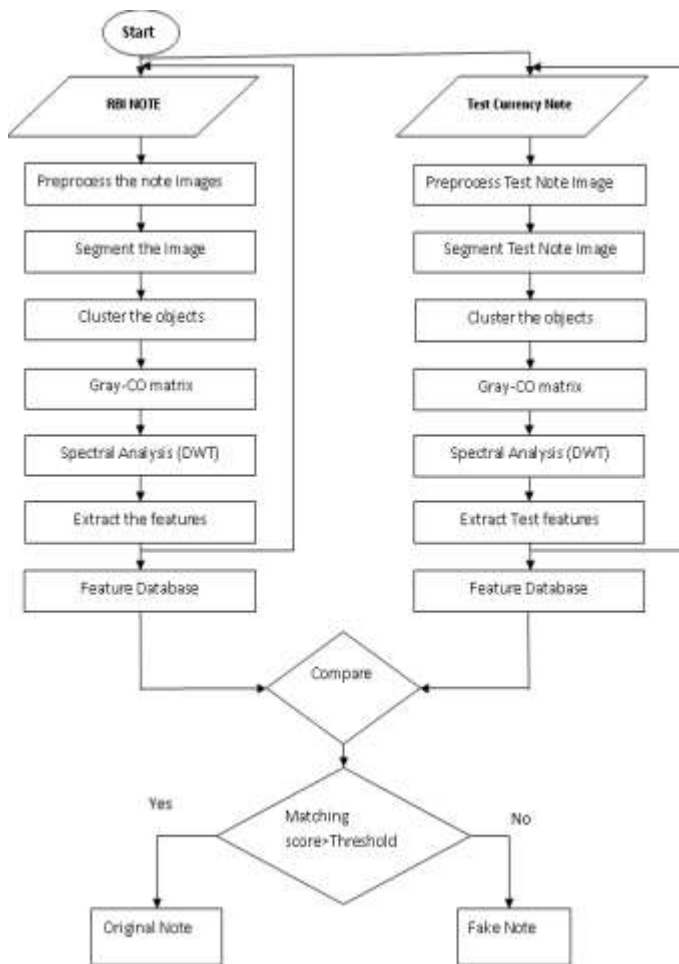 Start
RBI NOTE
Test Currency Note
Preprocess the note Images
Preprocess Test Note Image
Segment the Image
Segment Test Note Image
Cluster the objects
Cluster the objects
Gray-CO matrix
Gray-CO matrix
Spectral Analysis (DWT)
Spectral Analysis (DWT)
Extract the features
Extract Test features
Feature Database
Feature Database
Compare
Yes
Matching
score>Threshold
No
Original Note
Fake Note